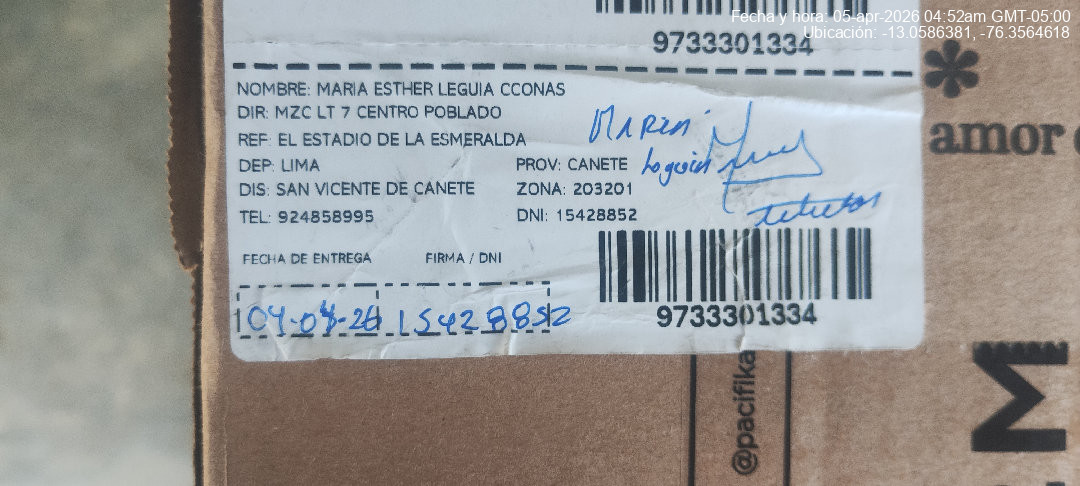 Fecha y hora: 05-apr-2026 04:52am GMT-05:00
Ubicación: -13.0586381, -76.3564618
9733301334
NOMBRE: MARIA ESTHER LEGUIA CCONAS
DIR: MZC LT 7 CENTRO POBLADO
REF: EL ESTADIO DE LA ESMERALDA
DEP: LIMA PROV: CANETE
DIS: SAN VICENTE DE CANETE ZONA: 203201
TEL: 924858995 DNI: 15428852
Maria
Leguia
FECHA DE ENTREGA FIRMA / DNI
04-04-26 15428852
9733301334
amor
@pacifika
M